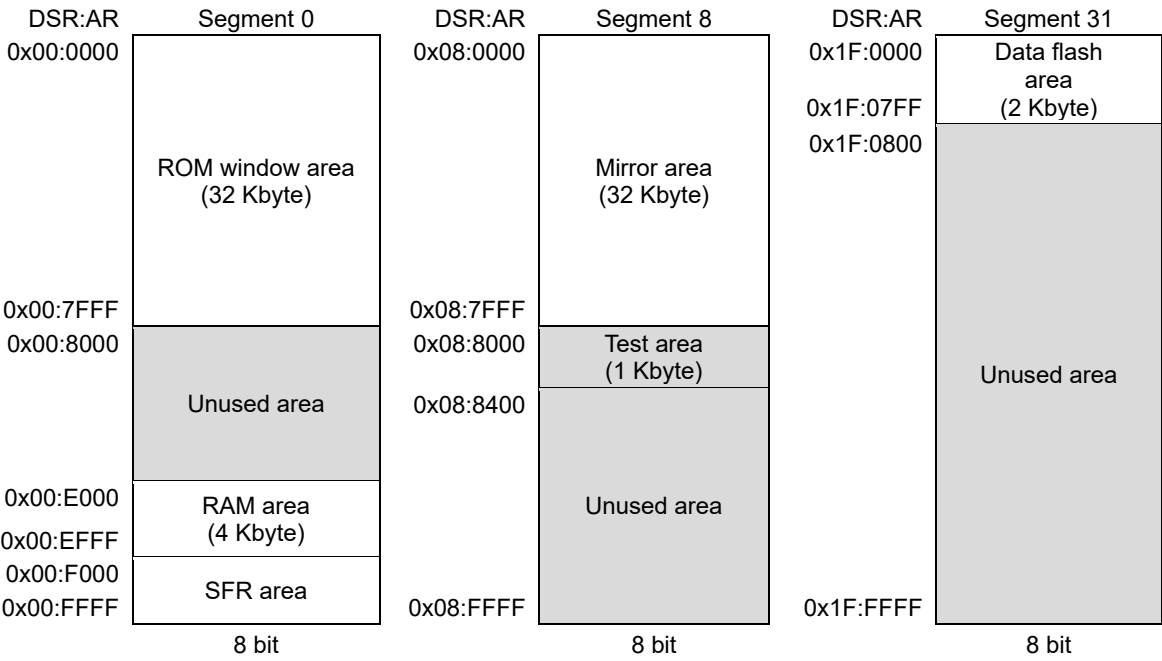 DSR:AR
Segment 0
0x00:0000
ROM window area
(32 Kbyte)
0x00:7FFF
0x00:8000
Unused area
0x00:E000
RAM area
(4 Kbyte)
0x00:EFFF
0x00:F000
SFR area
0x00:FFFF
8 bit
DSR:AR
Segment 8
0x08:0000
Mirror area
(32 Kbyte)
0x08:7FFF
0x08:8000
Test area
(1 Kbyte)
0x08:8400
Unused area
0x08:FFFF
8 bit
DSR:AR
Segment 31
0x1F:0000
Data flash
area
(2 Kbyte)
0x1F:07FF
0x1F:0800
Unused area
0x1F:FFFF
8 bit